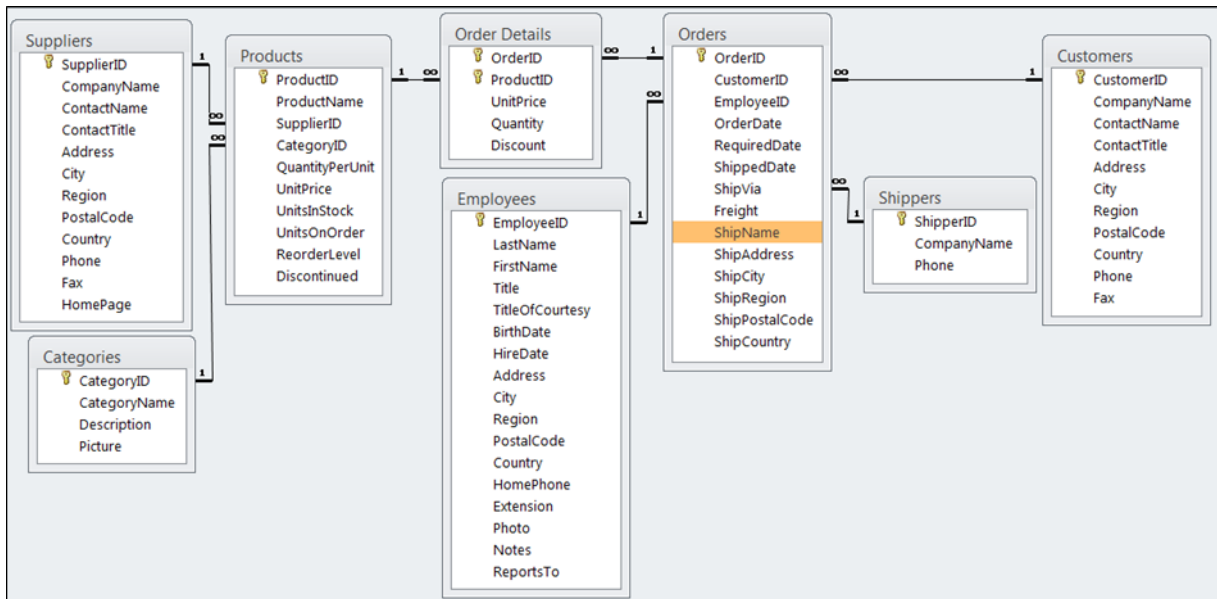 Suppliers
SupplierID
CompanyName
ContactName
ContactTitle
Address
City
Region
PostalCode
Country
Phone
Fax
HomePage
1
∞
Categories
CategoryID
CategoryName
Description
Picture
1
∞
Products
ProductID
ProductName
SupplierID
CategoryID
QuantityPerUnit
UnitPrice
UnitsInStock
UnitsOnOrder
ReorderLevel
Discontinued
1
∞
Order Details
OrderID
ProductID
UnitPrice
Quantity
Discount
∞
1
Employees
EmployeeID
LastName
FirstName
Title
TitleOfCourtesy
BirthDate
HireDate
Address
City
Region
PostalCode
Country
HomePhone
Extension
Photo
Notes
ReportsTo
1
∞
Orders
OrderID
CustomerID
EmployeeID
OrderDate
RequiredDate
ShippedDate
ShipVia
Freight
ShipName
ShipAddress
ShipCity
ShipRegion
ShipPostalCode
ShipCountry
∞
1
∞
1
Shippers
ShipperID
CompanyName
Phone
Customers
CustomerID
CompanyName
ContactName
ContactTitle
Address
City
Region
PostalCode
Country
Phone
Fax